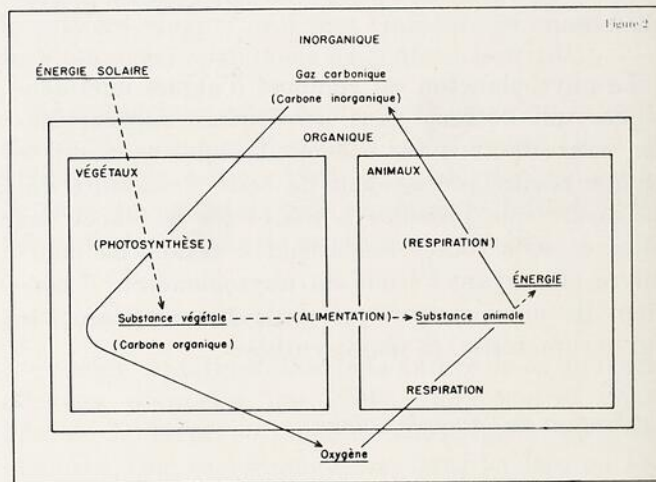 Figure 2
INORGANIQUE
ÉNERGIE SOLAIRE
Gaz carbonique
(Carbone inorganique)
ORGANIQUE
VÉGÉTAUX
ANIMAUX
(PHOTOSYNTHÈSE)
(RESPIRATION)
ÉNERGIE
Substance végétale
(ALIMENTATION)
Substance animale
(Carbone organique)
RESPIRATION
Oxygène